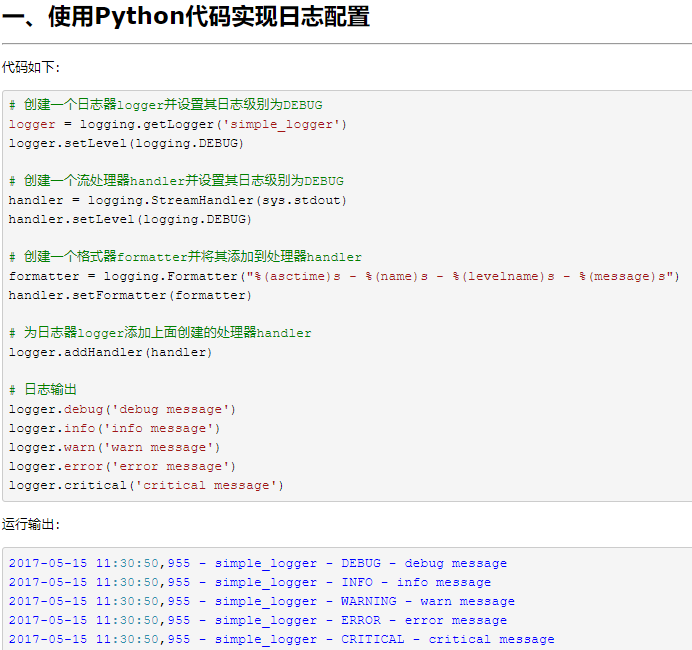 一、使用Python代码实现日志配置
代码如下:
# 创建一个日志器logger并设置其日志级别为DEBUG
logger = logging.getLogger('simple_logger')
logger.setLevel(logging.DEBUG)
# 创建一个流处理器handler并设置其日志级别为DEBUG
handler = logging.StreamHandler(sys.stdout)
handler.setLevel(logging.DEBUG)
# 创建一个格式器formatter并将其添加到处理器handler
formatter = logging.Formatter("%(asctime)s - %(name)s - %(levelname)s - %(message)s")
handler.setFormatter(formatter)
# 为日志器logger添加上面创建的处理器handler
logger.addHandler(handler)
# 日志输出
logger.debug('debug message')
logger.info('info message')
logger.warn('warn message')
logger.error('error message')
logger.critical('critical message')
运行输出:
2017-05-15 11:30:50,955 - simple_logger - DEBUG - debug message
2017-05-15 11:30:50,955 - simple_logger - INFO - info message
2017-05-15 11:30:50,955 - simple_logger - WARNING - warn message
2017-05-15 11:30:50,955 - simple_logger - ERROR - error message
2017-05-15 11:30:50,955 - simple_logger - CRITICAL - critical message